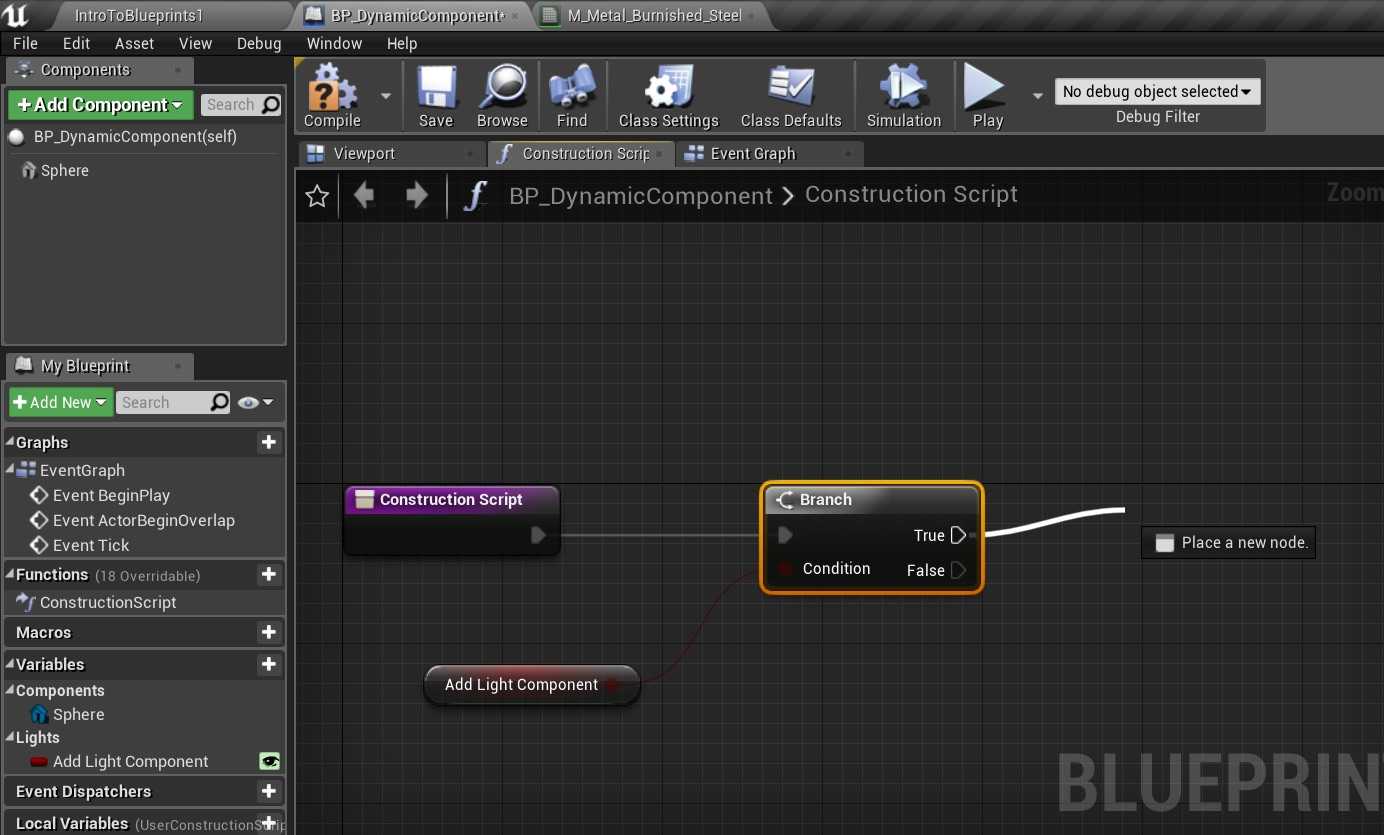 IntroToBlueprints1
BP_DynamicComponent*
M_Metal_Burnished_Steel
File Edit Asset View Debug Window Help
Components
+Add Component Search
BP_DynamicComponent(self)
Sphere
Compile Save Browse Find Class Settings Class Defaults Simulation Play
No debug object selected
Debug Filter
Viewport Construction Scrip Event Graph
BP_DynamicComponent > Construction Script
Zoom
My Blueprint
+Add New Search
Graphs +
EventGraph
Event BeginPlay
Event ActorBeginOverlap
Event Tick
Functions (18 Overridable) +
ConstructionScript
Macros +
Variables +
Components
Sphere
Lights
Add Light Component
Event Dispatchers +
Local Variables (UserConstructionScrip +
Construction Script
Branch
True
Condition
False
Place a new node.
Add Light Component
BLUEPRIN